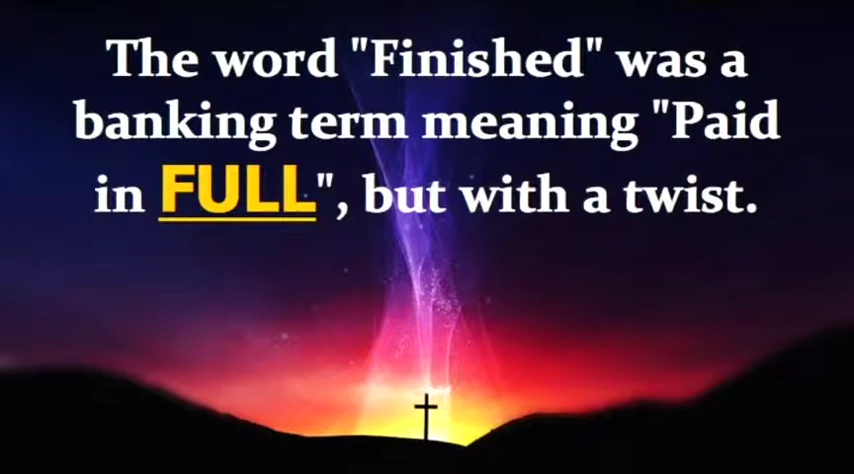 The word "Finished" was a
banking term meaning "Paid
in FULL", but with a twist.